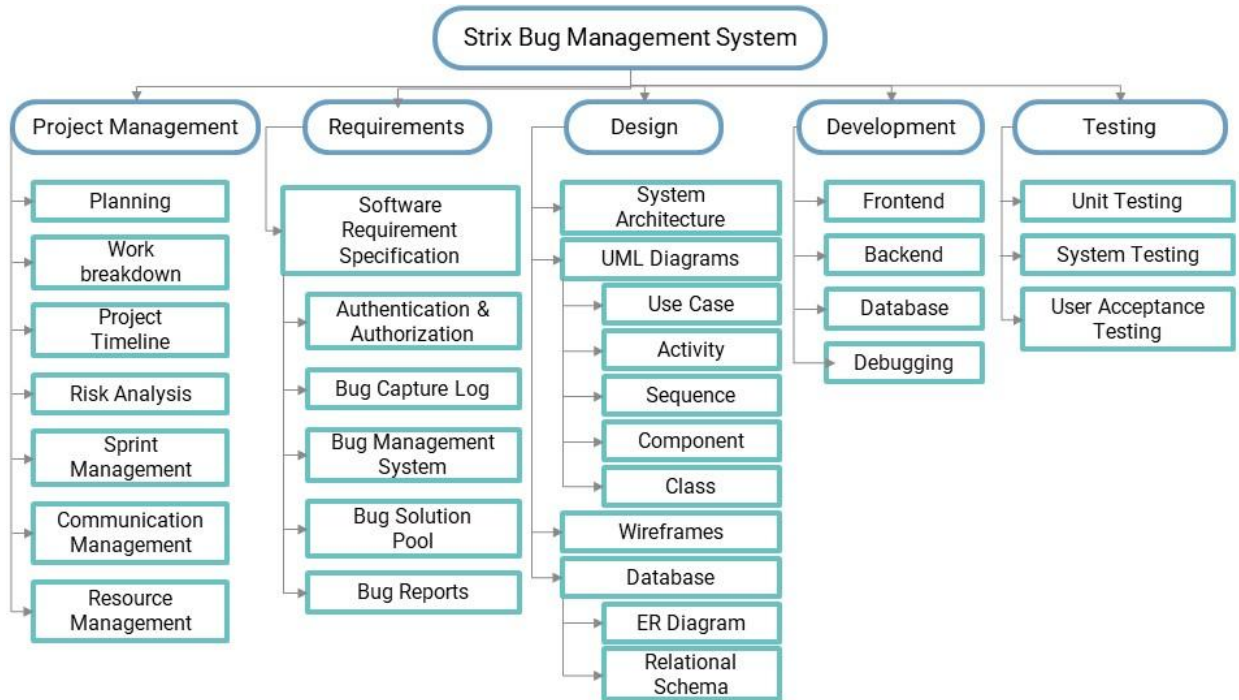 Strix Bug Management System
Project Management
Requirements
Design
Development
Testing
Planning
Work
breakdown
Project
Timeline
Risk Analysis
Sprint
Management
Communication
Management
Resource
Management
Software
Requirement
Specification
Authentication &
Authorization
Bug Capture Log
Bug Management
System
Bug Solution
Pool
Bug Reports
System
Architecture
UML Diagrams
Use Case
Activity
Sequence
Component
Class
Wireframes
Database
ER Diagram
Relational
Schema
Frontend
Backend
Database
Debugging
Unit Testing
System Testing
User Acceptance
Testing